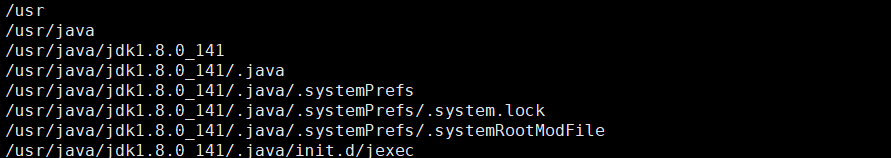 /usr
/usr/java
/usr/java/jdk1.8.0_141
/usr/java/jdk1.8.0_141/.java
/usr/java/jdk1.8.0_141/.java/.systemPrefs
/usr/java/jdk1.8.0_141/.java/.systemPrefs/.system.lock
/usr/java/jdk1.8.0_141/.java/.systemPrefs/.systemRootModFile
/usr/java/jdk1.8.0_141/.java/init.d/jexec